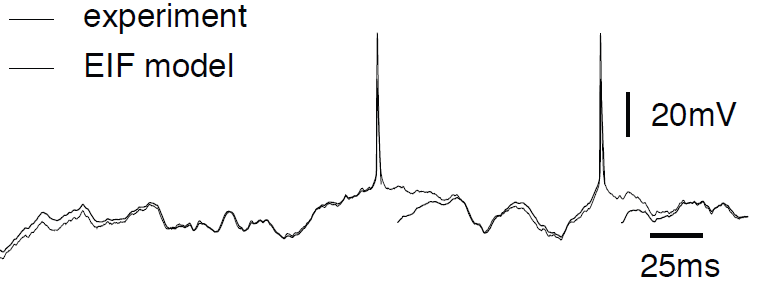 experiment
EIF model
20mV
25ms